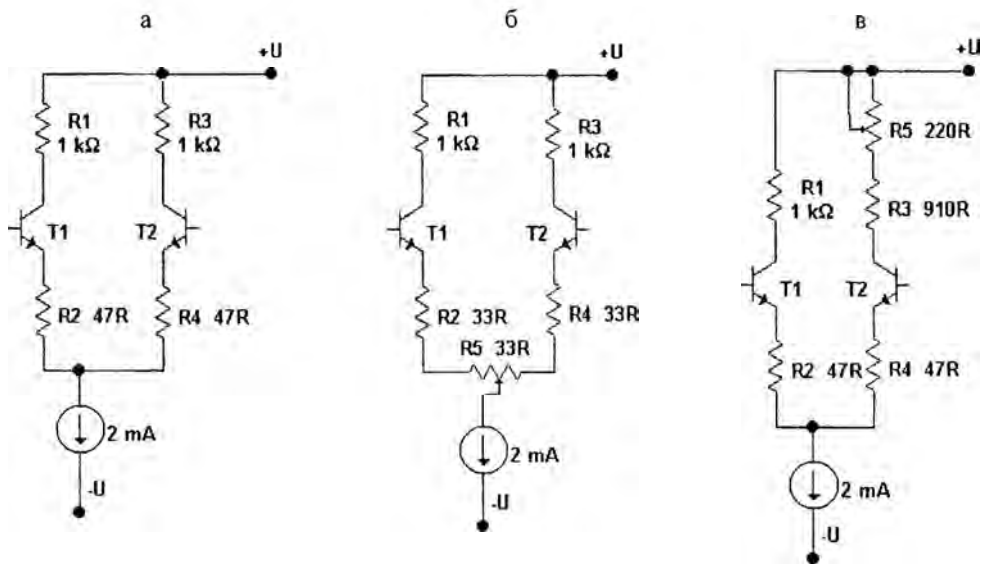 а
+U
R1
1 kΩ
R3
1 kΩ
T1
T2
R2 47R
R4 47R
2 mA
-U
б
+U
R1
1 kΩ
R3
1 kΩ
T1
T2
R2 33R
R4 33R
R5 33R
2 mA
-U
в
+U
R5 220R
R1
1 kΩ
R3 910R
T1
T2
R2 47R
R4 47R
2 mA
-U